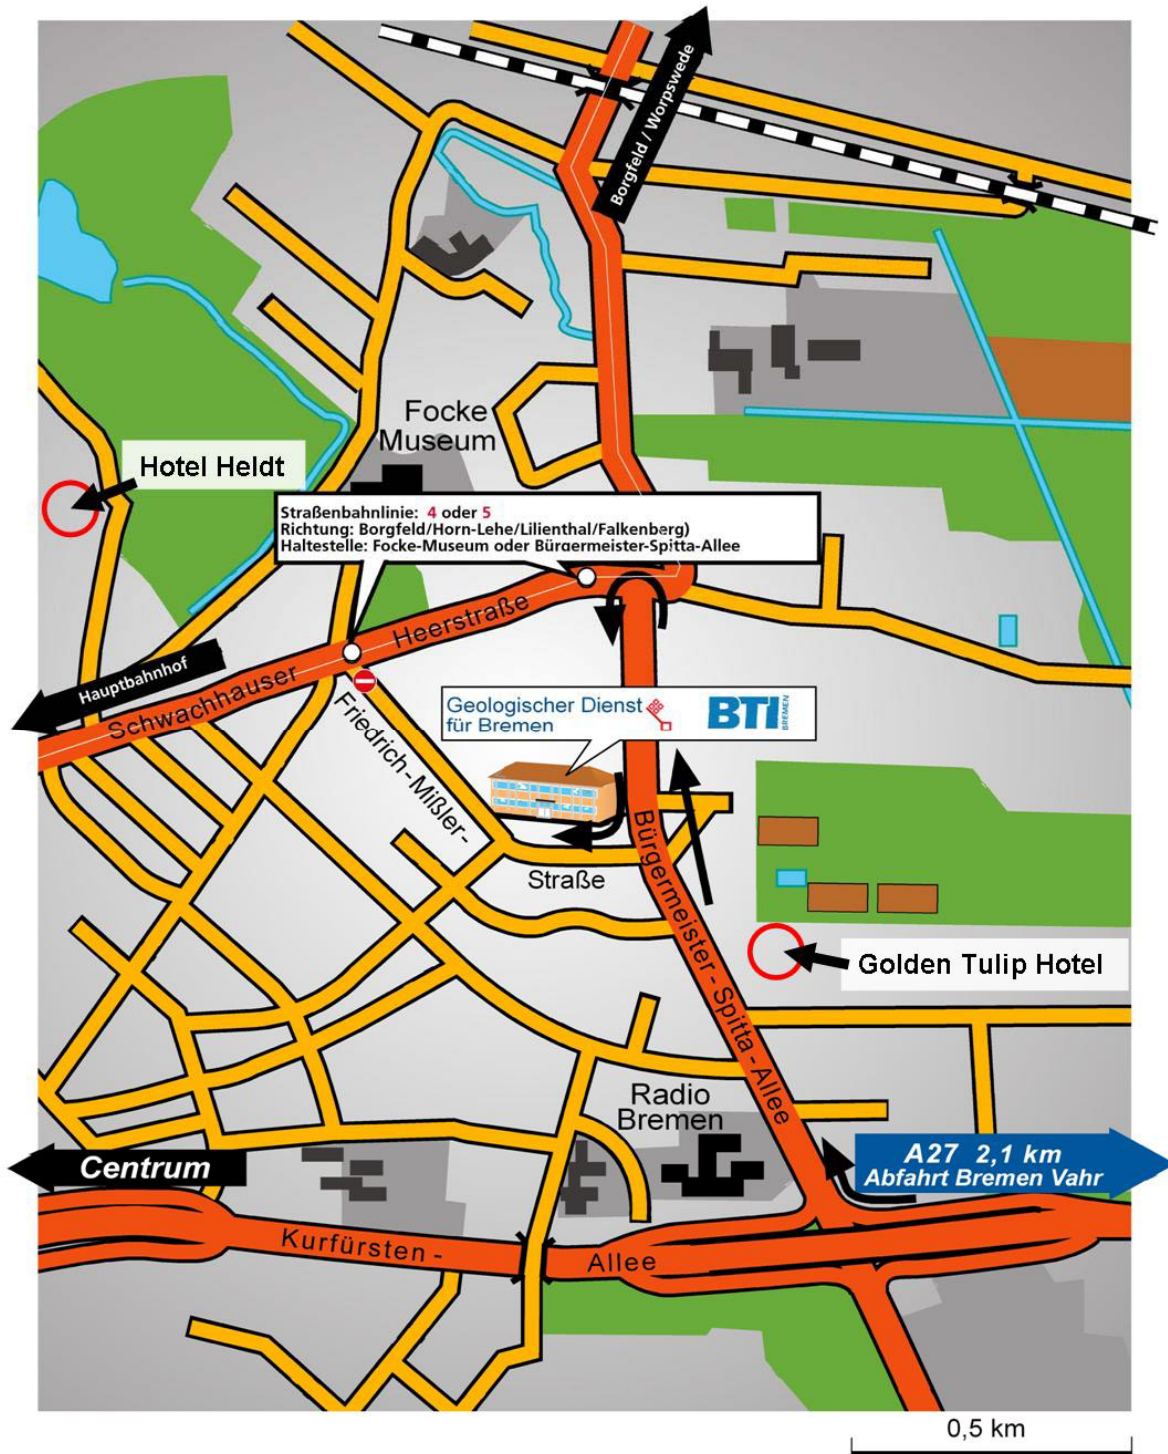 Borgfeld / Worpswede
Focke
Museum
Hotel Heldt
Straßenbahnlinie: 4 oder 5
Richtung: Borgfeld/Horn-Lehe/Lilienthal/Falkenberg)
Haltestelle: Focke-Museum oder Bürgermeister-Spitta-Allee
Hauptbahnhof
Schwachhauser Heerstraße
Friedrich-Mißler-
Straße
Geologischer Dienst
für Bremen
BTI
BREMEN
Bürgermeister-Spitta-Allee
Golden Tulip Hotel
Radio
Bremen
Centrum
A27 2,1 km
Abfahrt Bremen Vahr
Kurfürsten- Allee
0,5 km